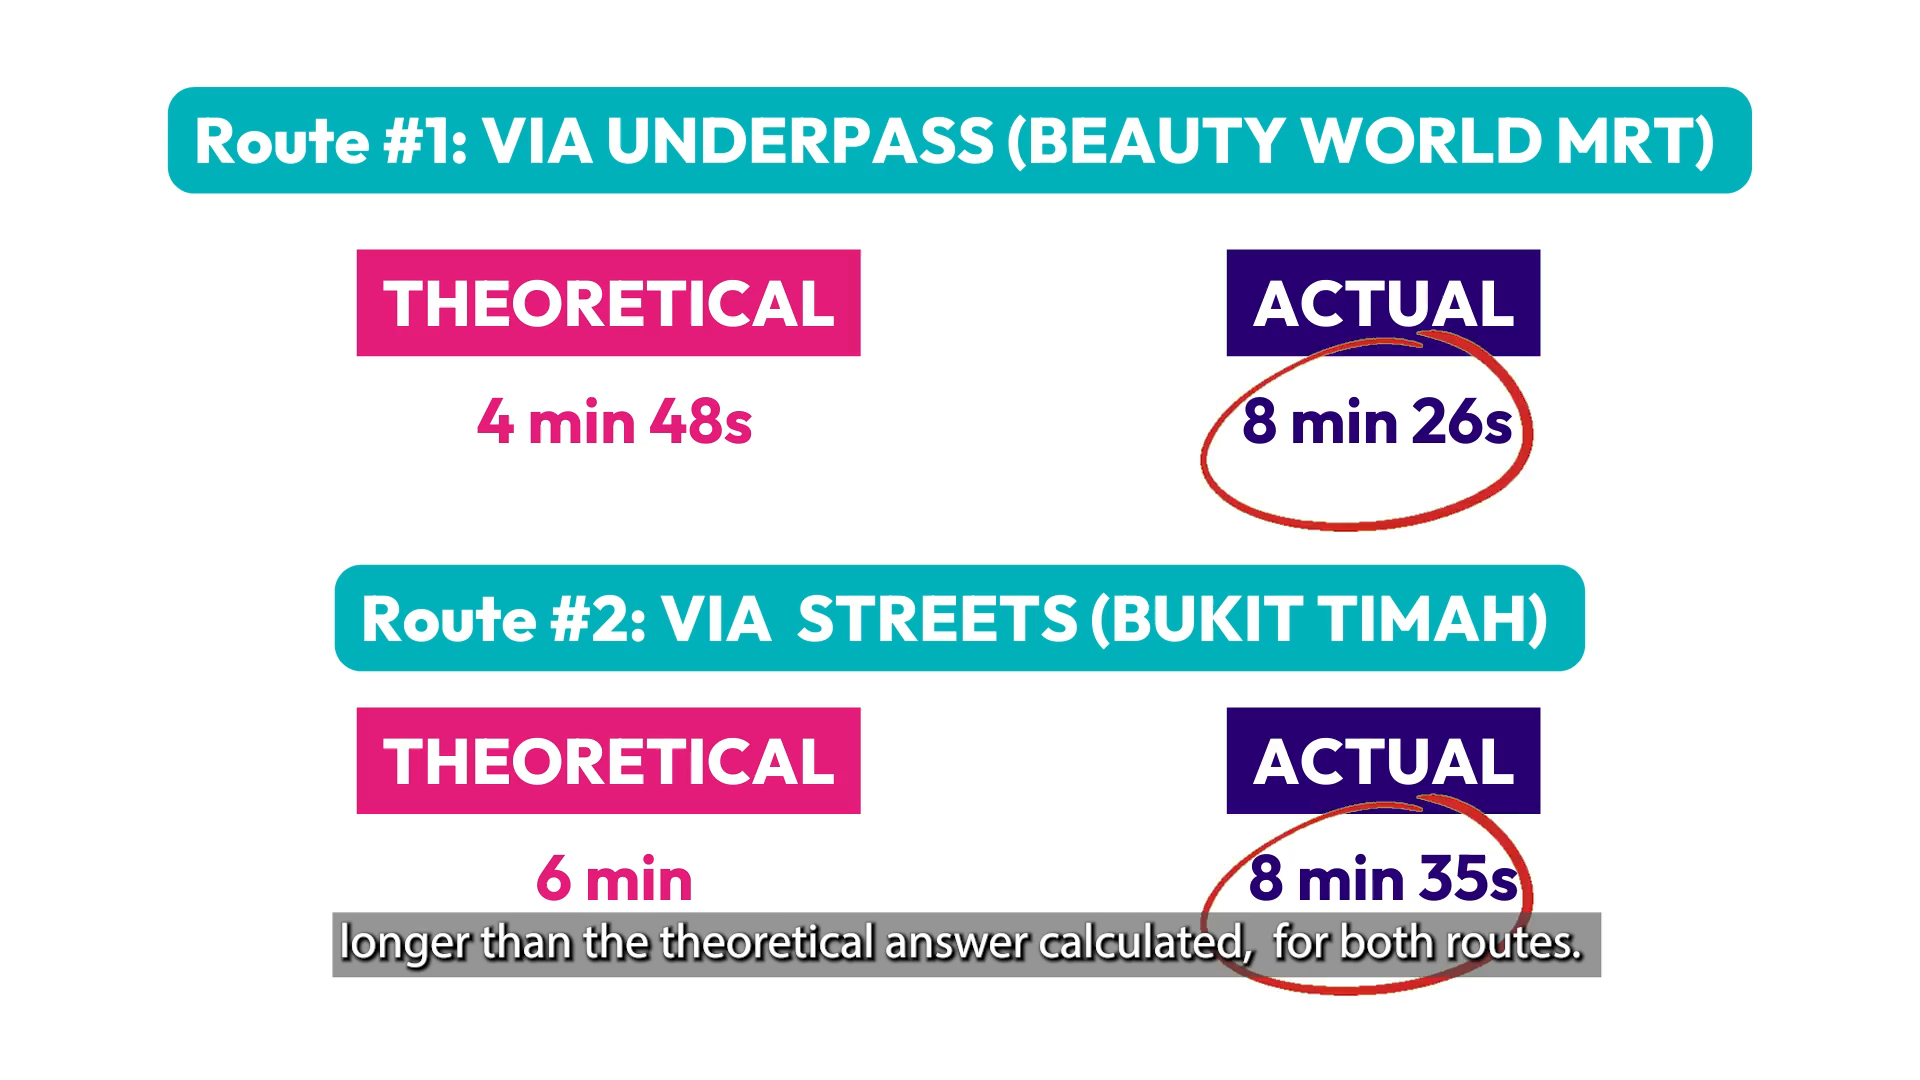 Route #1: VIA UNDERPASS (BEAUTY WORLD MRT)
THEORETICAL
ACTUAL
4 min 48s
8 min 26s
Route #2: VIA STREETS (BUKIT TIMAH)
THEORETICAL
ACTUAL
6 min
8 min 35s
longer than the theoretical answer calculated, for both routes.